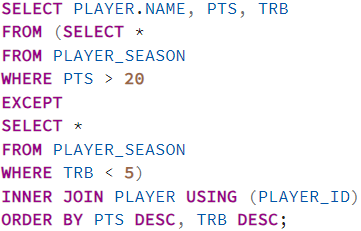 SELECT PLAYER.NAME, PTS, TRB
FROM (SELECT *
FROM PLAYER_SEASON
WHERE PTS > 20
EXCEPT
SELECT *
FROM PLAYER_SEASON
WHERE TRB < 5)
INNER JOIN PLAYER USING (PLAYER_ID)
ORDER BY PTS DESC, TRB DESC;